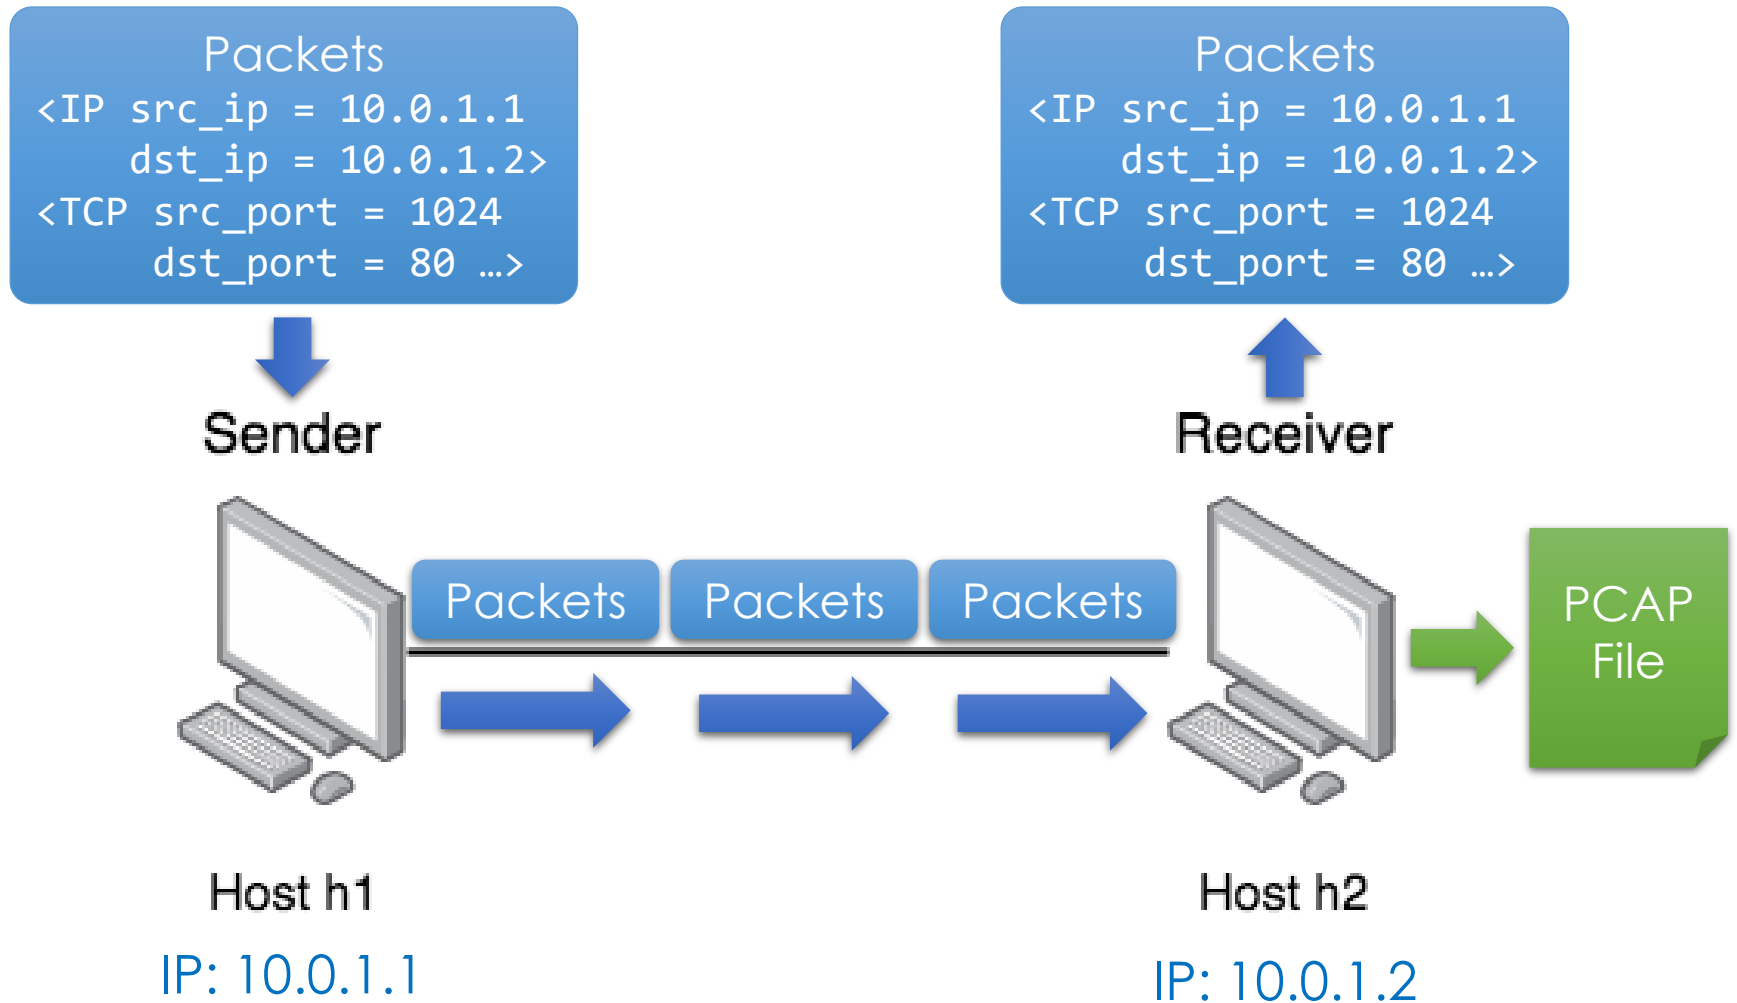 Packets
<IP src_ip = 10.0.1.1
dst_ip = 10.0.1.2>
<TCP src_port = 1024
dst_port = 80 …>
Packets
<IP src_ip = 10.0.1.1
dst_ip = 10.0.1.2>
<TCP src_port = 1024
dst_port = 80 …>
Sender
Receiver
Packets
Packets
Packets
PCAP
File
Host h1
Host h2
IP: 10.0.1.1
IP: 10.0.1.2